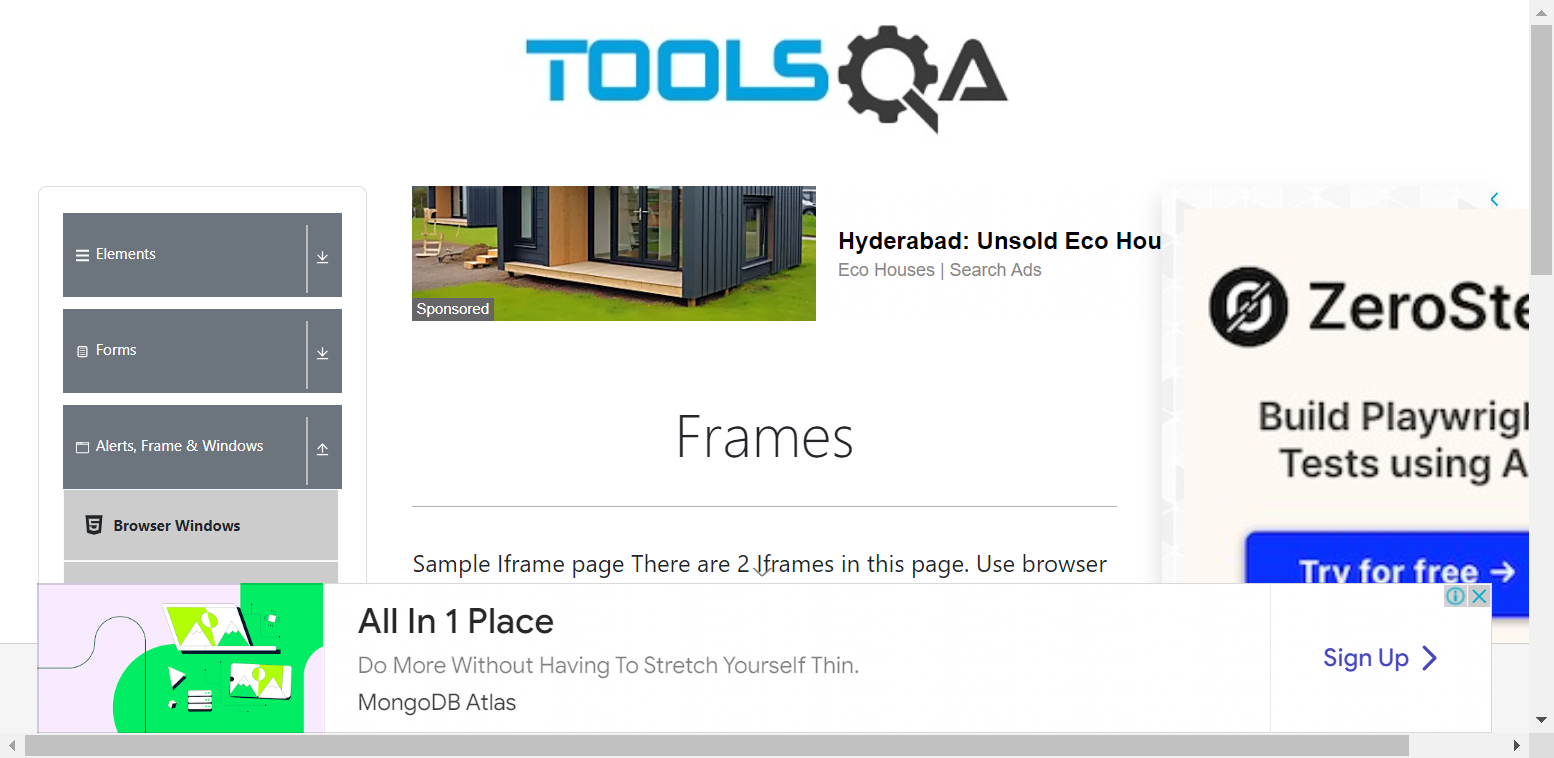 TOOLSQA
Elements
Forms
Alerts, Frame & Windows
Browser Windows
Sponsored
Hyderabad: Unsold Eco Hou
Eco Houses | Search Ads
Frames
Sample Iframe page There are 2 Iframes in this page. Use browser
ZeroSte
Build Playwrigh
Tests using A
Try for free →
All In 1 Place
Do More Without Having To Stretch Yourself Thin.
MongoDB Atlas
Sign Up